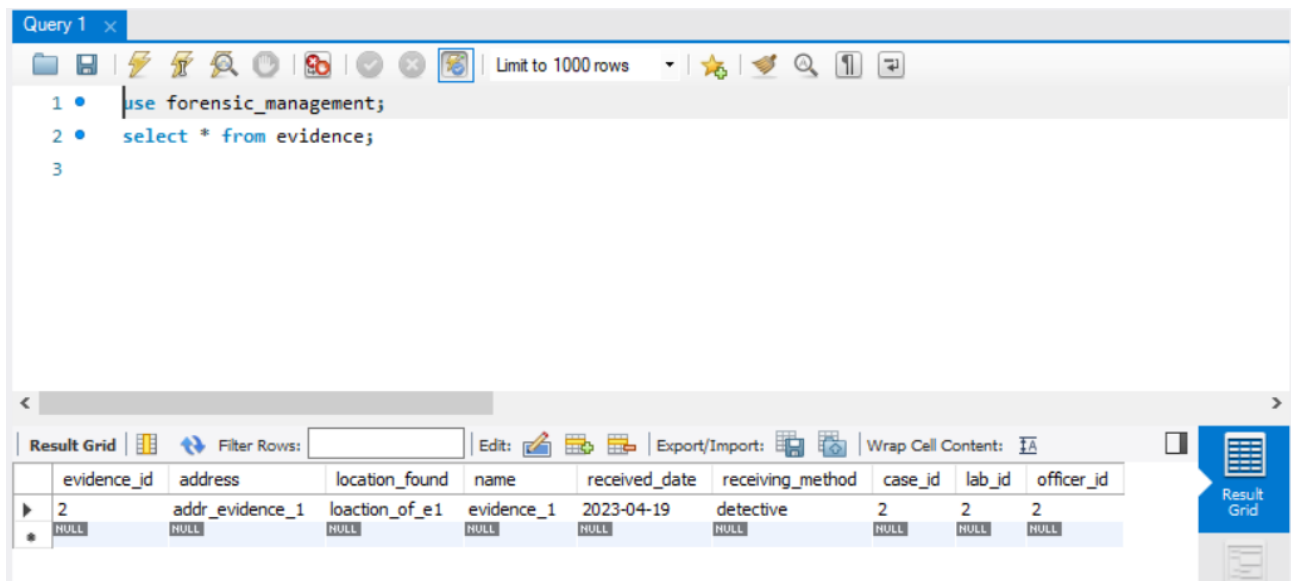 Query 1
Limit to 1000 rows
1 use forensic_management;
2 select * from evidence;
3
Result Grid Filter Rows: Edit: Export/Import: Wrap Cell Content:
evidence_id address location_found name received_date receiving_method case_id lab_id officer_id
2 addr_evidence_1 loaction_of_e1 evidence_1 2023-04-19 detective 2 2 2
NULL NULL NULL NULL NULL NULL NULL NULL NULL
Result
Grid